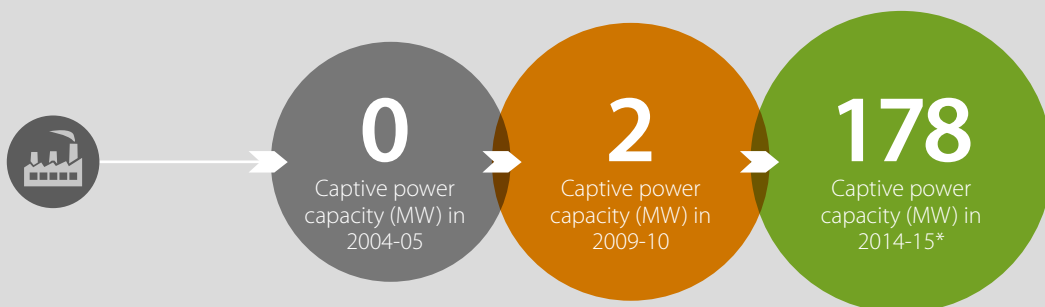 0
Captive power
capacity (MW) in
2004-05
2
Captive power
capacity (MW) in
2009-10
178
Captive power
capacity (MW) in
2014-15*